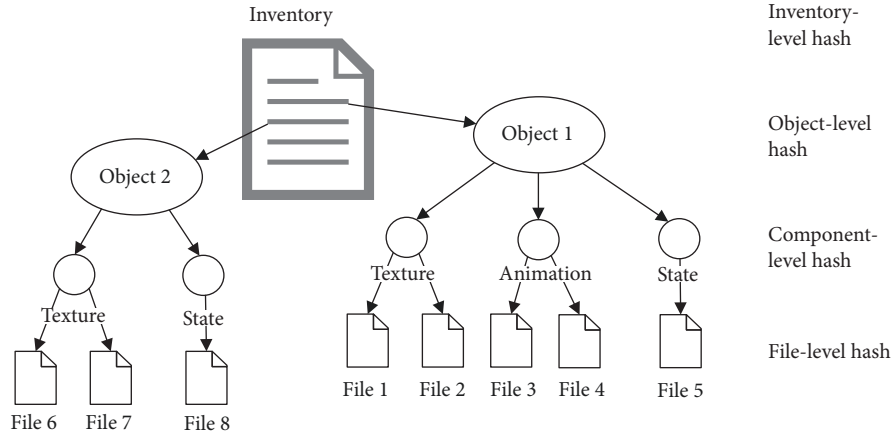 Inventory
Inventory-
level hash
Object 1
Object-level
hash
Object 2
Component-
level hash
Texture
Animation
State
Texture
State
File-level hash
File 1
File 2
File 3
File 4
File 5
File 6
File 7
File 8